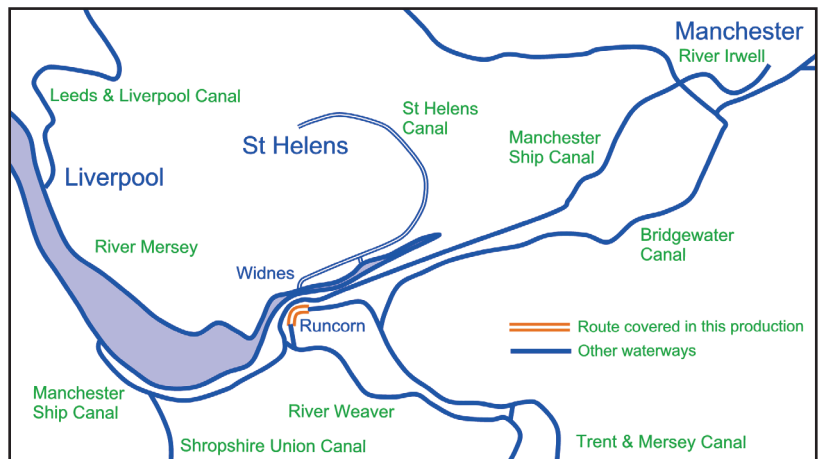 Manchester
River Irwell
Leeds & Liverpool Canal
St Helens
Canal
St Helens
Manchester
Ship Canal
Liverpool
River Mersey
Bridgewater
Canal
Widnes
Runcorn
Route covered in this production
Other waterways
Manchester
Ship Canal
River Weaver
Shropshire Union Canal
Trent & Mersey Canal